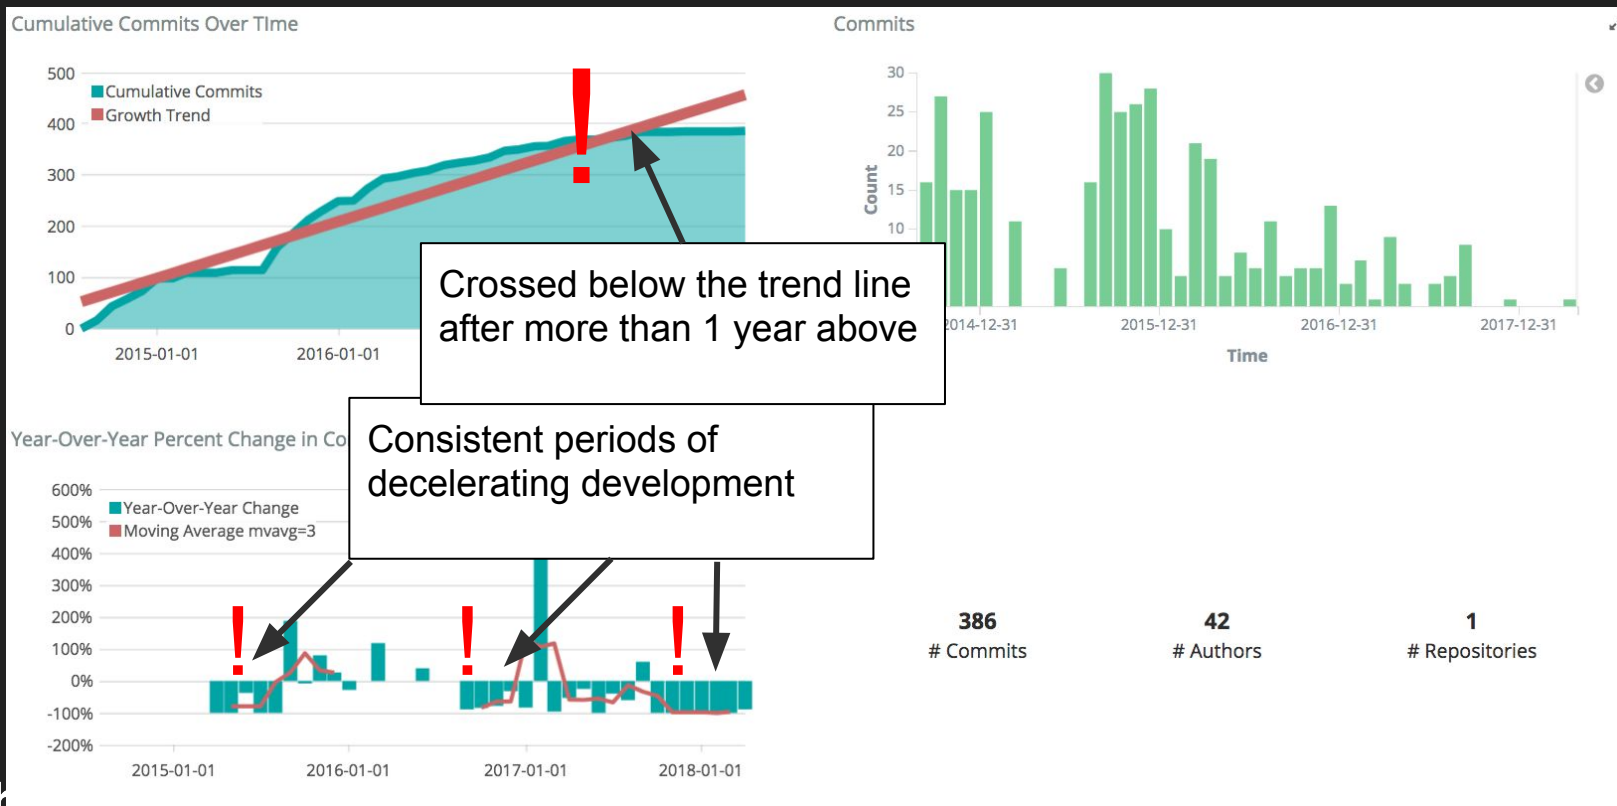 Cumulative Commits Over TIme
500
400
300
200
100
0
Cumulative Commits
Growth Trend
!
2015-01-01
2016-01-01
Crossed below the trend line
after more than 1 year above
Commits
30
25
20
15
10
Count
2014-12-31
2015-12-31
2016-12-31
2017-12-31
Time
Year-Over-Year Percent Change in Co
Consistent periods of
decelerating development
600%
500%
400%
300%
200%
100%
0%
-100%
-200%
Year-Over-Year Change
Moving Average mvavg=3
! ! !
2015-01-01
2016-01-01
2017-01-01
2018-01-01
386
# Commits
42
# Authors
1
# Repositories